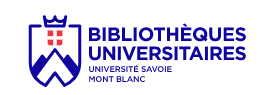 BIBLIOTHÈQUES
UNIVERSITAIRES
UNIVERSITÉ SAVOIE
MONT BLANC